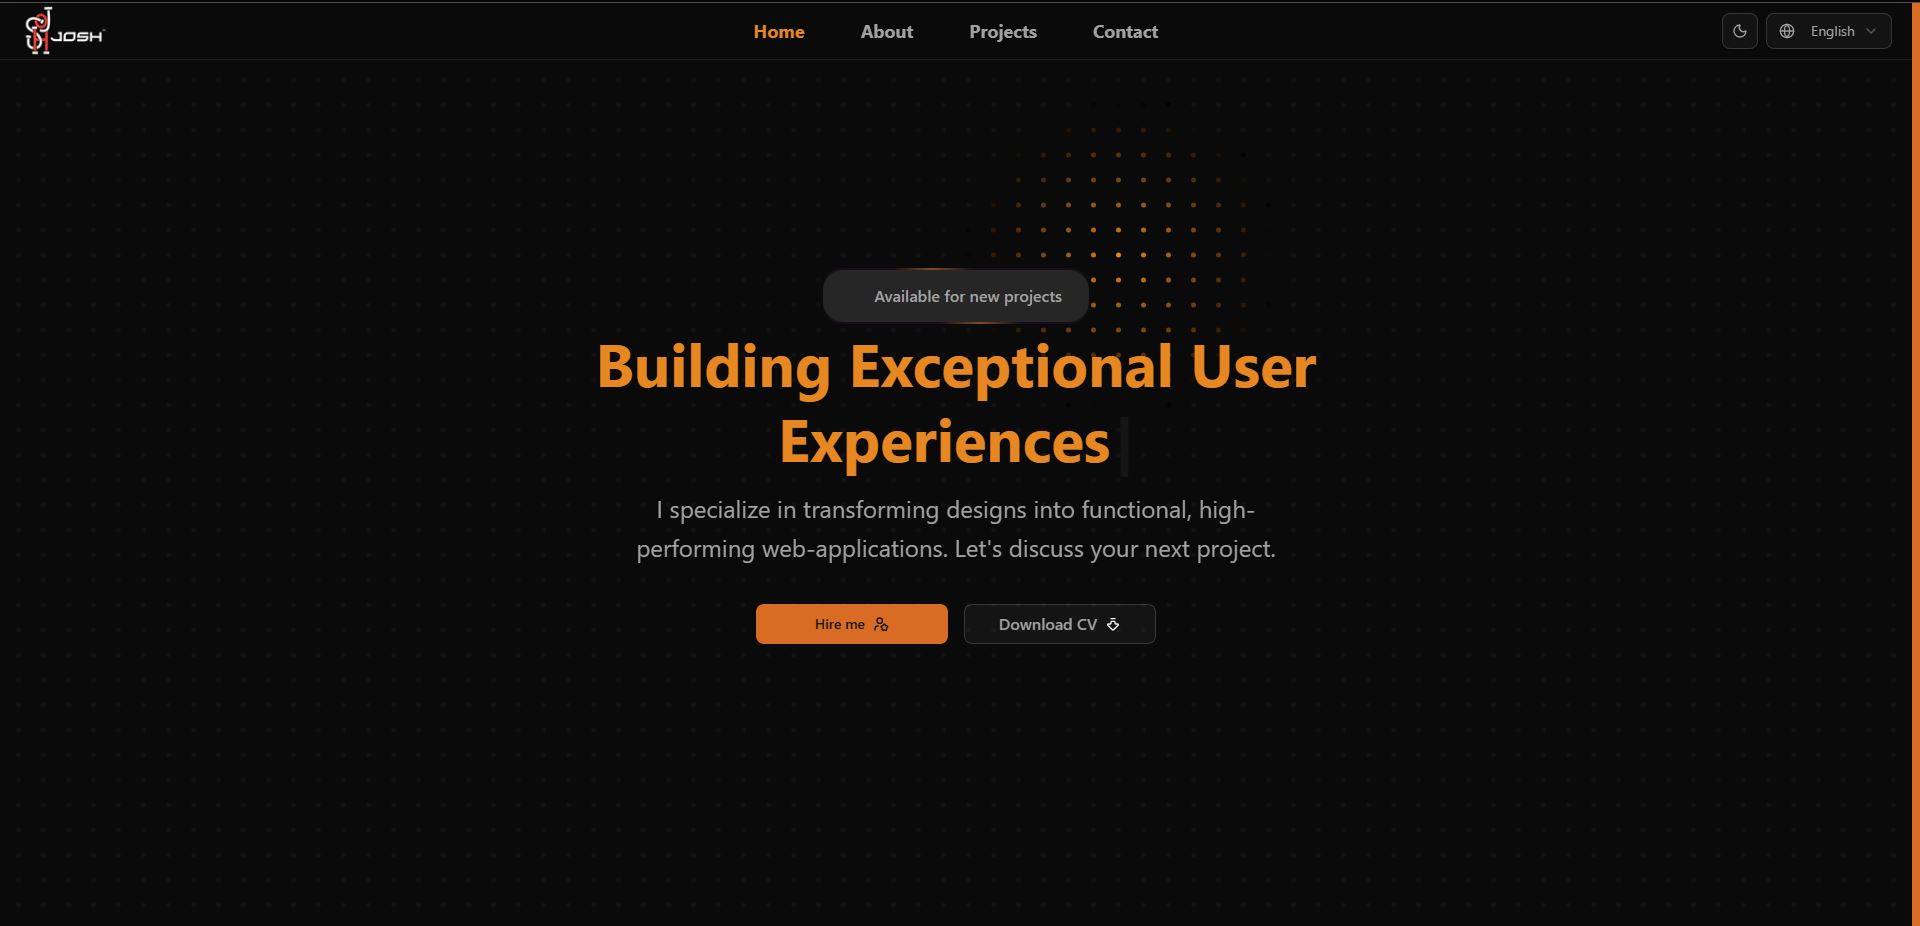 JOSH
Home
About
Projects
Contact
English
Available for new projects
Building Exceptional User
Experiences
I specialize in transforming designs into functional, high-
performing web-applications. Let's discuss your next project.
Hire me
Download CV